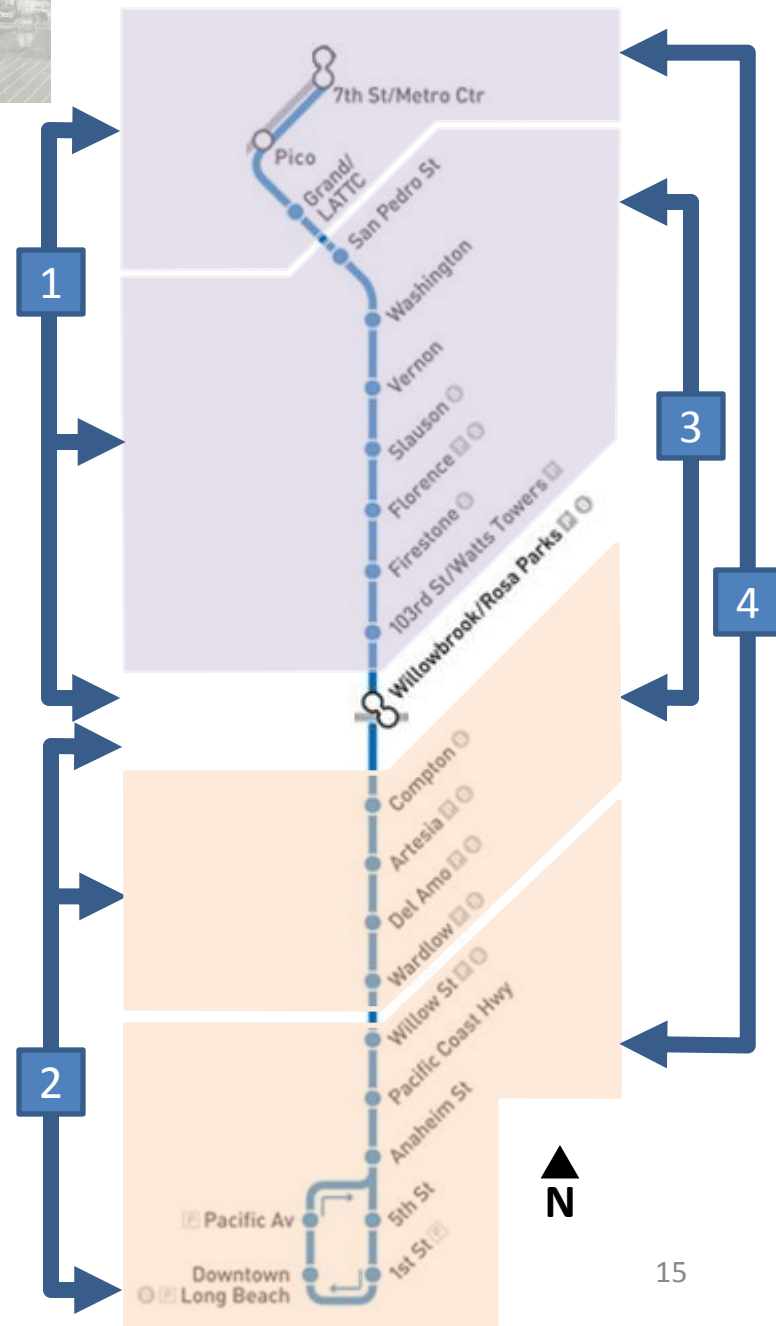 7th St/Metro Ctr
Pico
Grand/
LATTC
San Pedro St
Washington
Vernon
Slauson
Florence P
Firestone
103rd St/Watts Towers P
Willowbrook/Rosa Parks P
Compton
Artesia P
Del Amo P
Wardlow P
Willow St P
Pacific Coast Hwy
Anaheim St
P Pacific Av
5th St
1st St P
Downtown
P Long Beach
1
2
3
4
N
15